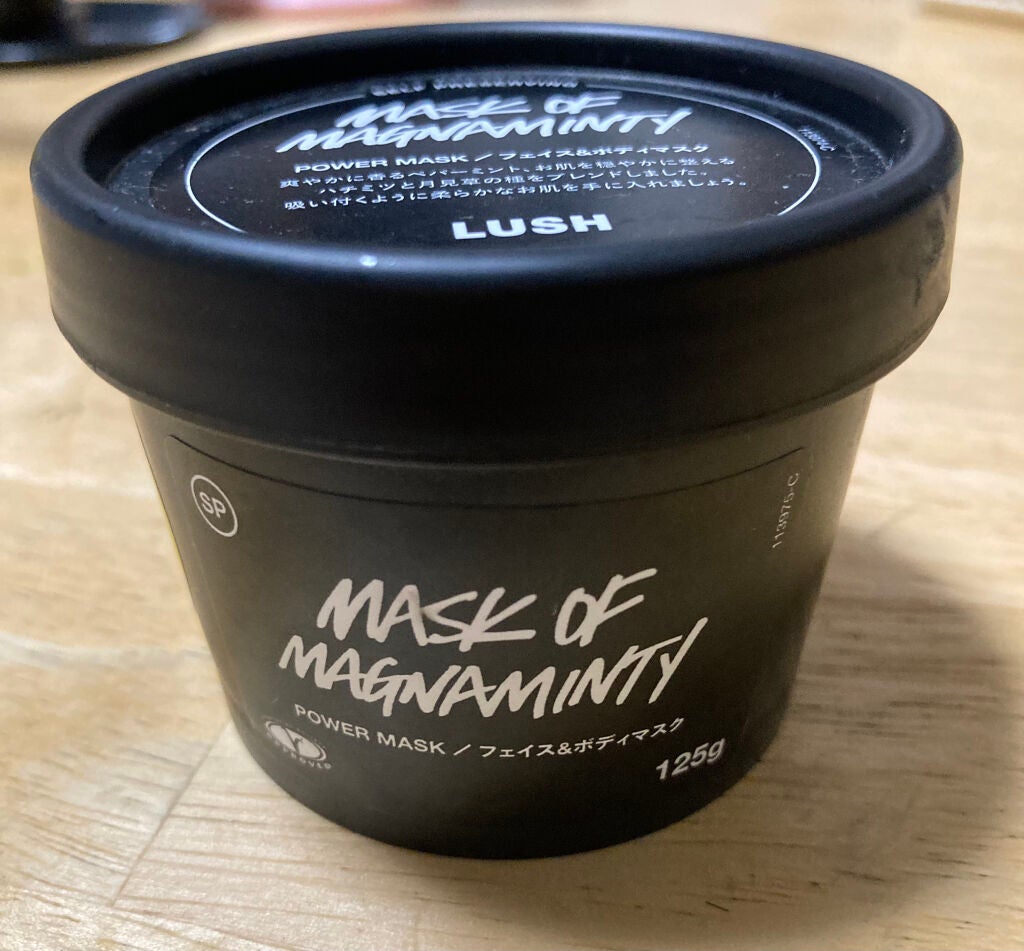 SELF PRESERVING
MASK OF
MAGNAMINTY
POWER MASK / フェイス&ボディマスク
爽やかに香るペパーミント、お肌を穏やかに整える
ハチミツと月見草の種をブレンドしました。
吸い付くように柔らかなお肌を手に入れましょう。
LUSH
SP
113975-C
MASK OF
MAGNAMINTY
POWER MASK / フェイス&ボディマスク
125g